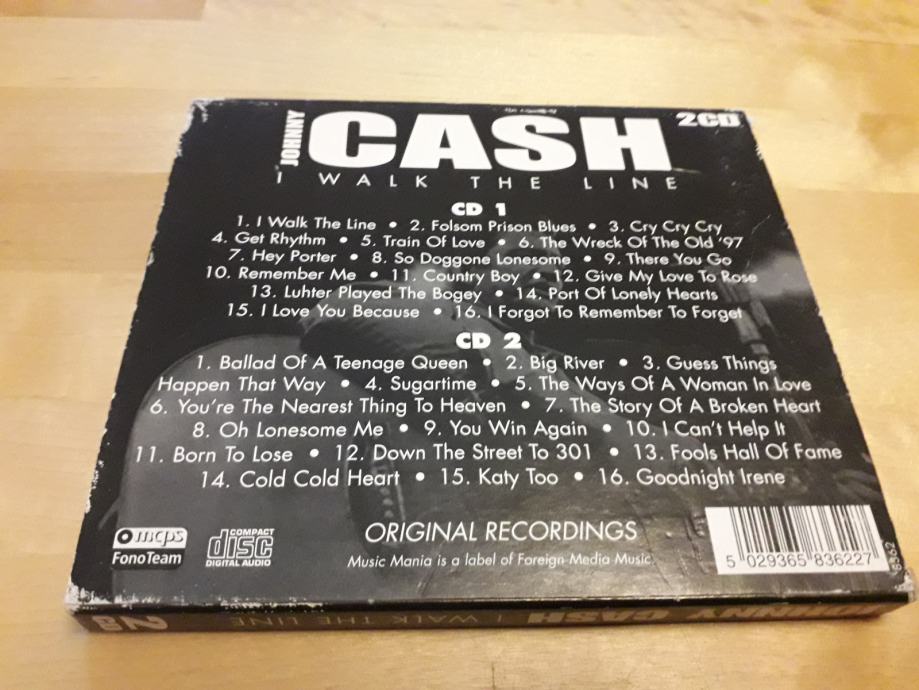 JOHNNY
CASH
2CD
I WALK THE LINE
CD 1
1. I Walk The Line • 2. Folsom Prison Blues • 3. Cry Cry Cry
4. Get Rhythm • 5. Train Of Love • 6. The Wreck Of The Old '97
7. Hey Porter • 8. So Doggone Lonesome • 9. There You Go
10. Remember Me • 11. Country Boy • 12. Give My Love To Rose
13. Luhter Played The Bogey • 14. Port Of Lonely Hearts
15. I Love You Because • 16. I Forgot To Remember To Forget
CD 2
1. Ballad Of A Teenage Queen • 2. Big River • 3. Guess Things
Happen That Way • 4. Sugartime • 5. The Ways Of A Woman In Love
6. You're The Nearest Thing To Heaven • 7. The Story Of A Broken Heart
8. Oh Lonesome Me • 9. You Win Again • 10. I Can't Help It
11. Born To Lose • 12. Down The Street To 301 • 13. Fools Hall Of Fame
14. Cold Cold Heart • 15. Katy Too • 16. Goodnight Irene
mcps
FonoTeam
COMPACT
disc
DIGITAL AUDIO
ORIGINAL RECORDINGS
Music Mania is a label of Foreign Media Music
5 029365 836227
JOHNNY CASH I WALK THE LINE 2CD